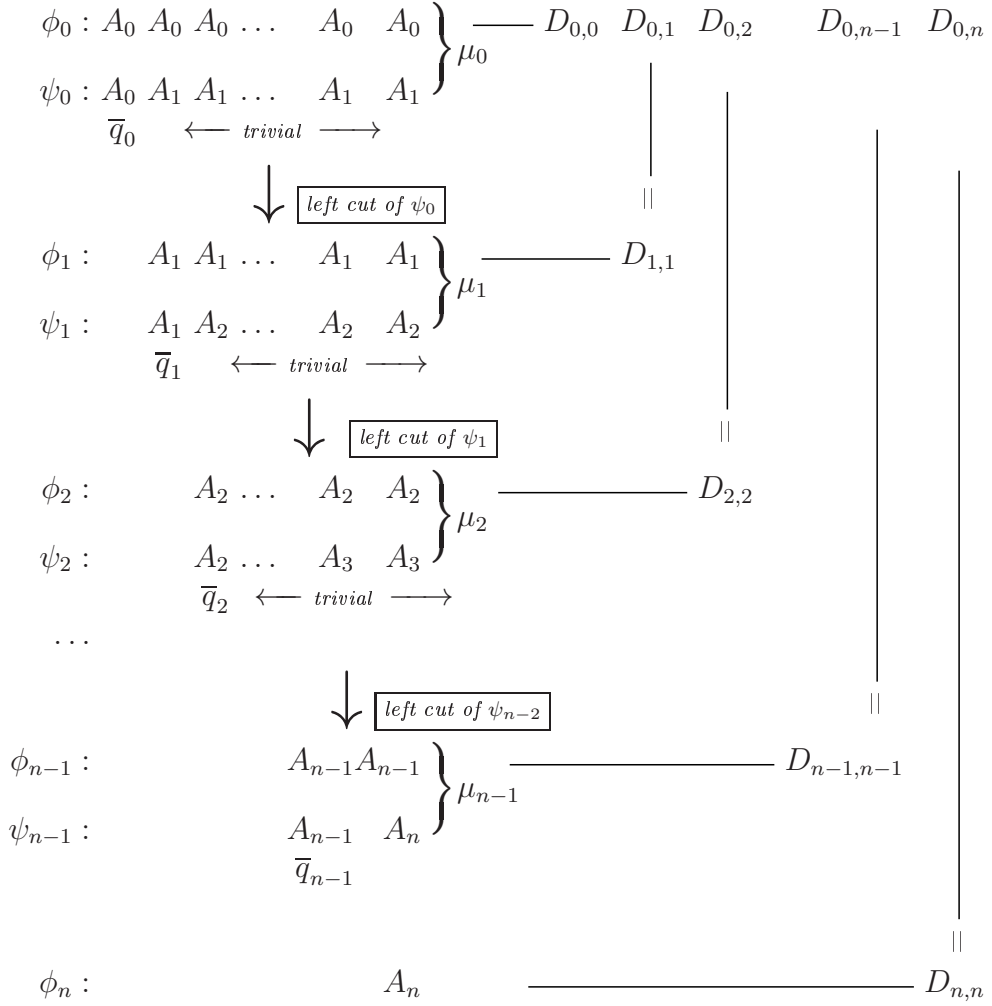 ϕ₀ : A₀ A₀ A₀ … A₀ A₀ D₀,₀ D₀,₁ D₀,₂ D₀,ₙ₋₁ D₀,ₙ
μ₀
ψ₀ : A₀ A₁ A₁ … A₁ A₁
q̅₀ ⟵ trivial ⟶
left cut of ψ₀
||
ϕ₁ : A₁ A₁ … A₁ A₁ D₁,₁
μ₁
ψ₁ : A₁ A₂ … A₂ A₂
q̅₁ ⟵ trivial ⟶
left cut of ψ₁
||
ϕ₂ : A₂ … A₂ A₂ D₂,₂
μ₂
ψ₂ : A₂ … A₃ A₃
q̅₂ ⟵ trivial ⟶
…
left cut of ψₙ₋₂
||
ϕₙ₋₁ : Aₙ₋₁ Aₙ₋₁ Dₙ₋₁,ₙ₋₁
μₙ₋₁
ψₙ₋₁ : Aₙ₋₁ Aₙ
q̅ₙ₋₁
||
ϕₙ : Aₙ Dₙ,ₙ